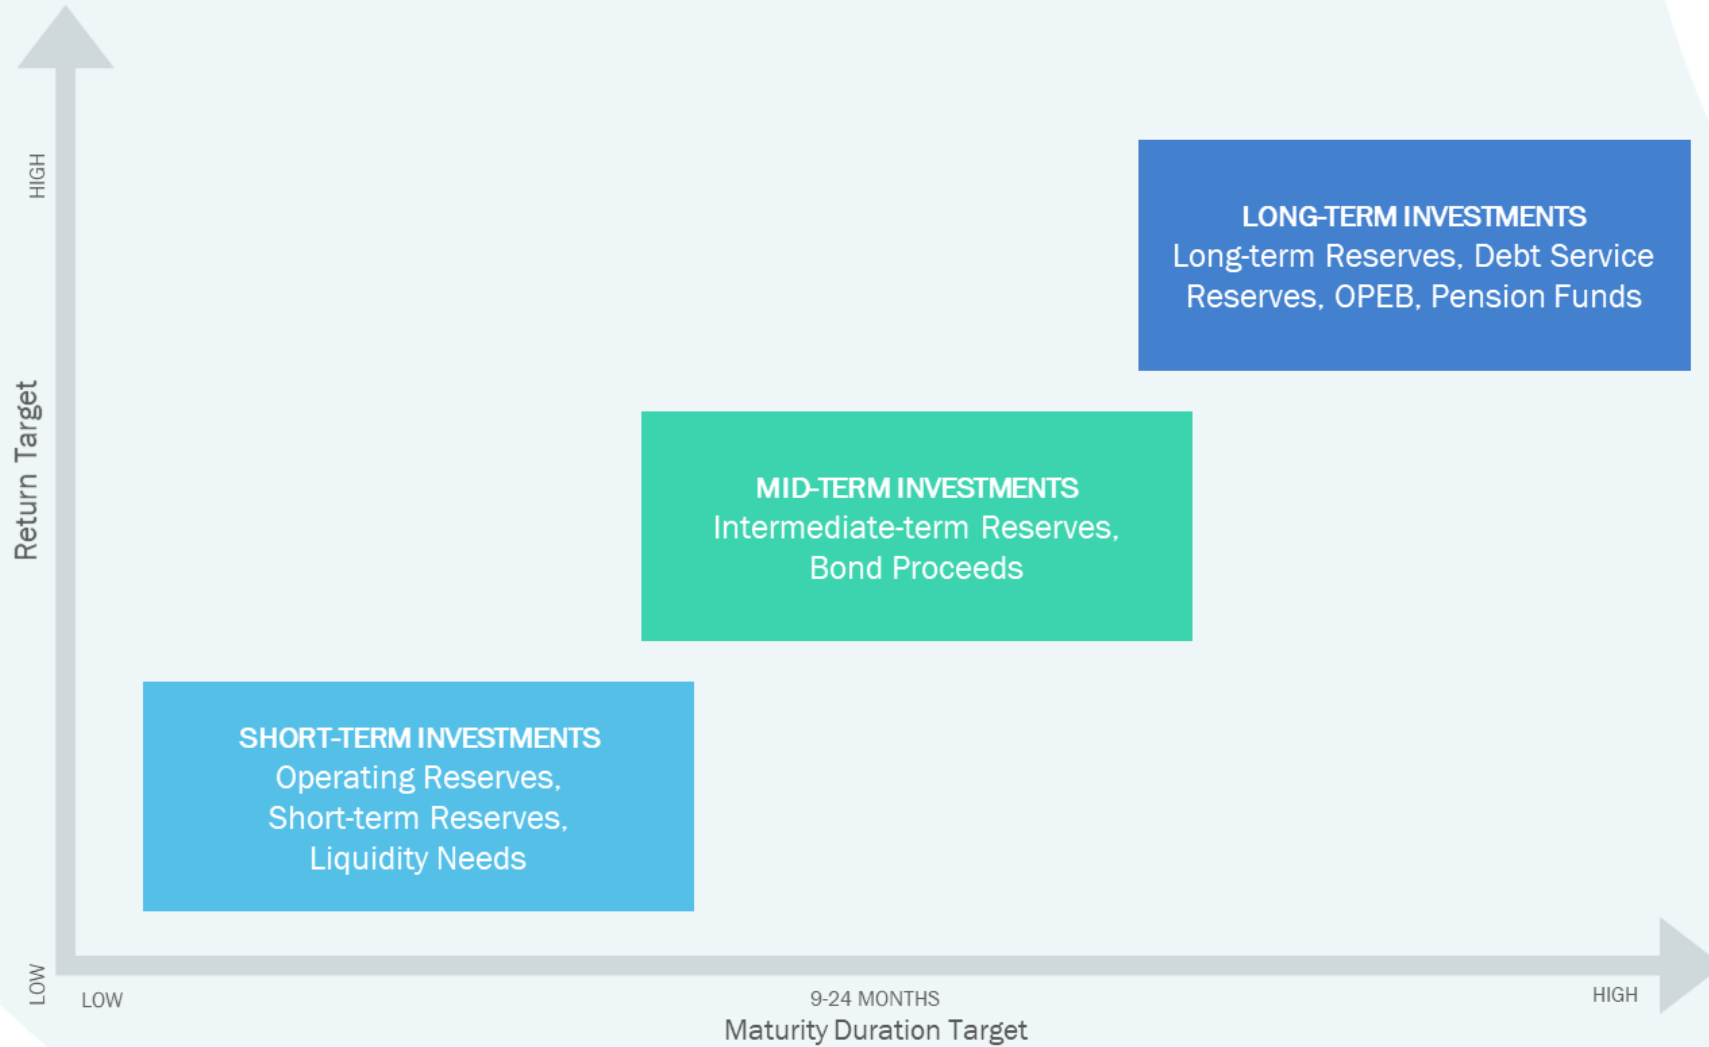 HIGH
LONG-TERM INVESTMENTS
Long-term Reserves, Debt Service
Reserves, OPEB, Pension Funds
Return Target
MID-TERM INVESTMENTS
Intermediate-term Reserves,
Bond Proceeds
SHORT-TERM INVESTMENTS
Operating Reserves,
Short-term Reserves,
Liquidity Needs
LOW
LOW
9-24 MONTHS
HIGH
Maturity Duration Target